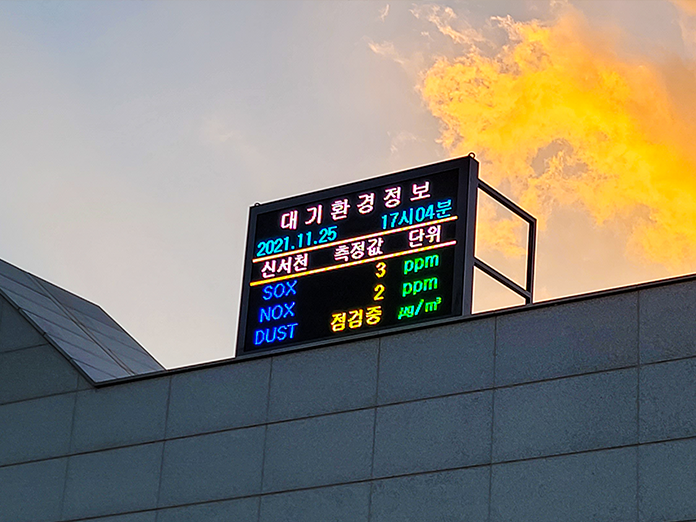 대기환경정보
2021.11.25 17시04분
신서천 측정값 단위
SOX 3 ppm
NOX 2 ppm
DUST 점검중 μg/㎥